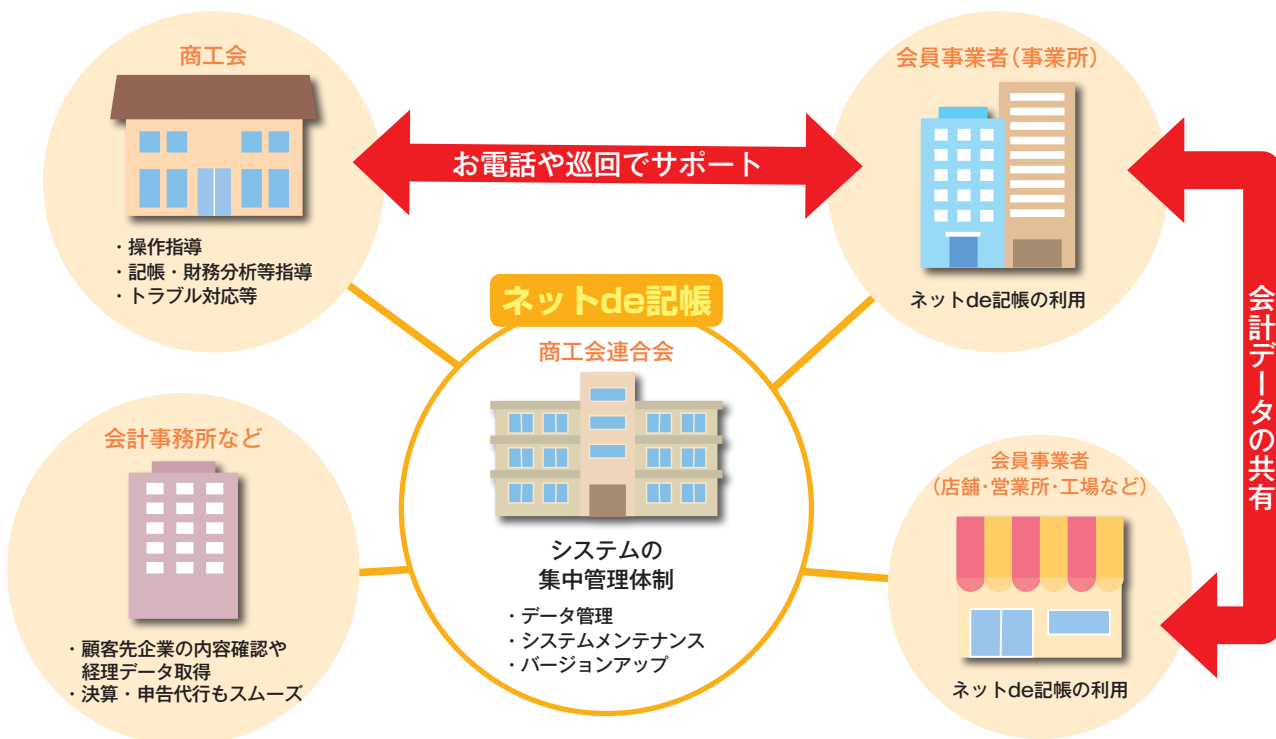 商工会
・操作指導
・記帳・財務分析等指導
・トラブル対応等
お電話や巡回でサポート
会員事業者(事業所)
ネットde記帳の利用
会計データの共有
ネットde記帳
商工会連合会
システムの
集中管理体制
・データ管理
・システムメンテナンス
・バージョンアップ
会計事務所など
・顧客先企業の内容確認や
経理データ取得
・決算・申告代行もスムーズ
会員事業者
(店舗・営業所・工場など)
ネットde記帳の利用